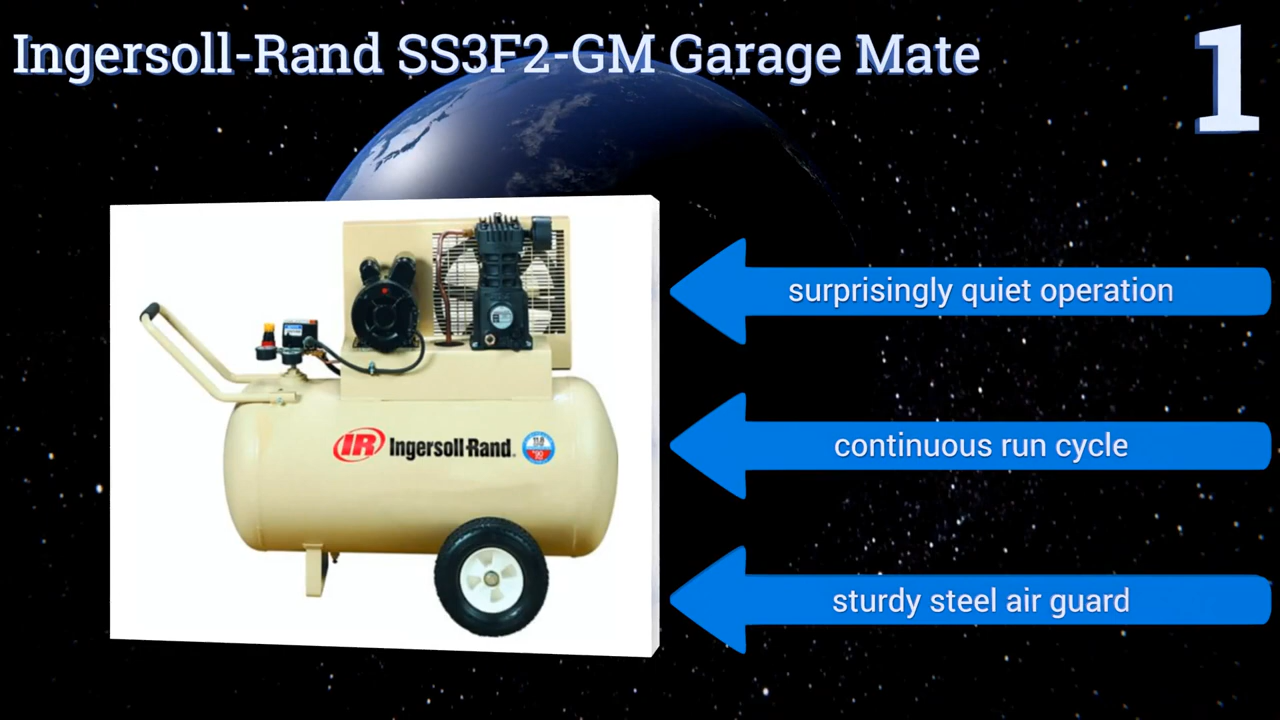 Ingersoll-Rand SS3F2-GM Garage Mate
1
surprisingly quiet operation
continuous run cycle
sturdy steel air guard
IR Ingersoll-Rand